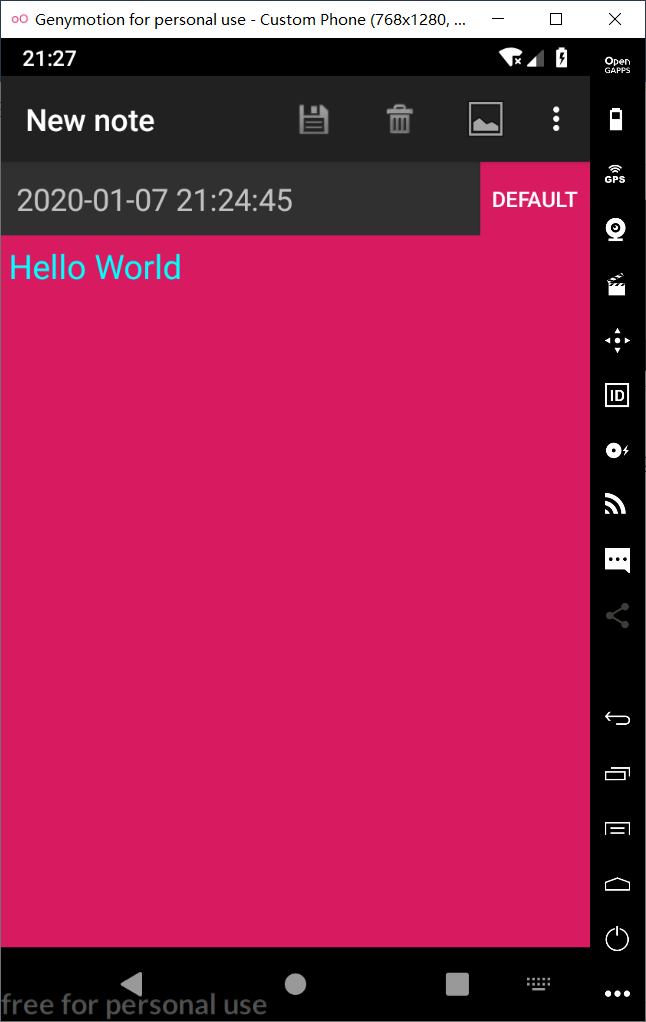 Genymotion for personal use - Custom Phone (768x1280, ...
21:27
Open
GAPPS
New note
GPS
2020-01-07 21:24:45
DEFAULT
Hello World
ID
free for personal use